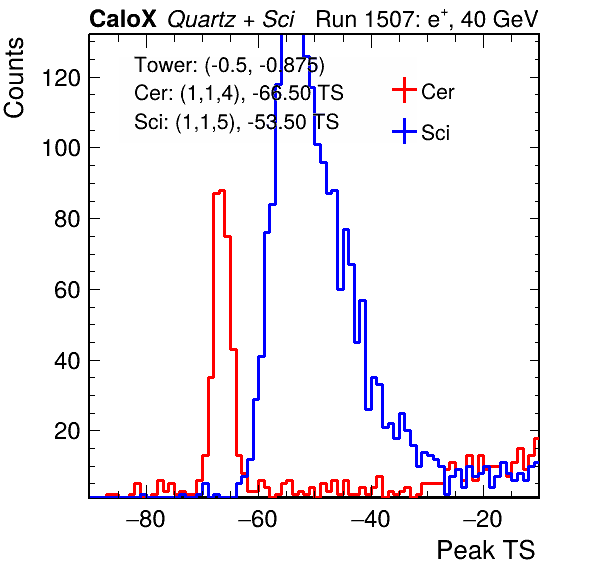 CaloX Quartz + Sci Run 1507: e⁺, 40 GeV
Tower: (-0.5, -0.875)
Cer: (1,1,4), -66.50 TS
Sci: (1,1,5), -53.50 TS
Cer
Sci
Counts
120
100
80
60
40
20
−80 −60 −40 −20
Peak TS